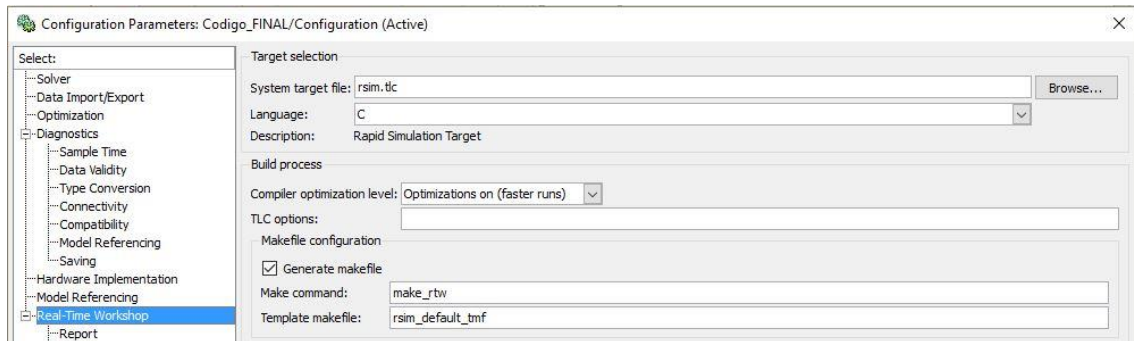 Configuration Parameters: Codigo_FINAL/Configuration (Active)
Select:
Solver
Data Import/Export
Optimization
Diagnostics
Sample Time
Data Validity
Type Conversion
Connectivity
Compatibility
Model Referencing
Saving
Hardware Implementation
Model Referencing
Real-Time Workshop
Report
Target selection
System target file: rsim.tlc Browse...
Language: C
Description: Rapid Simulation Target
Build process
Compiler optimization level: Optimizations on (faster runs)
TLC options:
Makefile configuration
Generate makefile
Make command: make_rtw
Template makefile: rsim_default_tmf